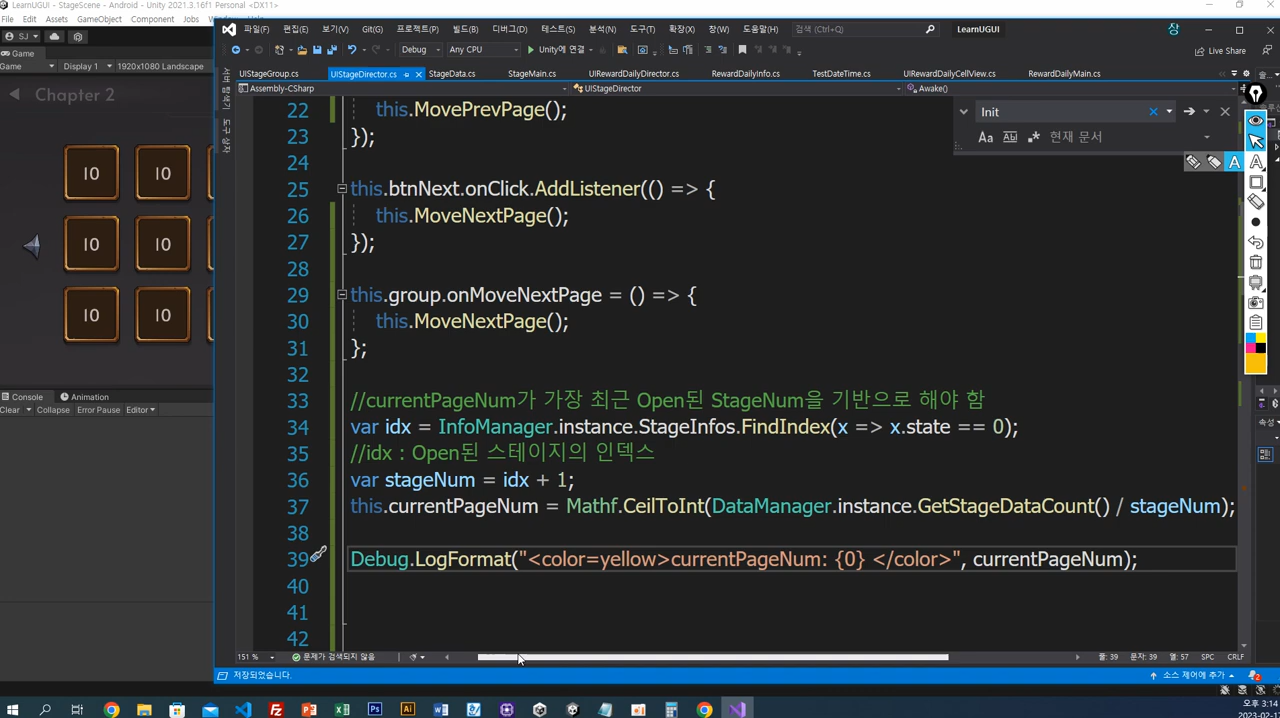 LearnUGUI - StageScene - Android - Unity 2021.3.16f1 Personal <DX11>
Edit Assets GameObject Component Jobs Window
파일(F) 편집(E) 보기(V) Git(G) 프로젝트(P) 빌드(B) 디버그(D) 테스트(S) 분석(N) 도구(T) 확장(X) 창(W) 도움말(H) 검색 (Ctrl+Q) LearnUGUI 장
SJ
Debug Any CPU Unity에 연결 Live Share
Game
Game Display 1 1920x1080 Landscape
UIStageGroup.cs UIStageDirector.cs StageData.cs StageMain.cs UIRewardDailyDirector.cs RewardDailyInfo.cs TestDateTime.cs UIRewardDailyCellView.cs RewardDailyMain.cs
Assembly-CSharp UIStageDirector Awake()
Chapter 2
10 10
10 10
10 10
Init
Aa Ab 현재 문서
22 this.MovePrevPage();
23 });
24
25 this.btnNext.onClick.AddListener(() => {
26 this.MoveNextPage();
27 });
28
29 this.group.onMoveNextPage = () => {
30 this.MoveNextPage();
31 };
32
33 //currentPageNum가 가장 최근 Open된 StageNum을 기반으로 해야 함
34 var idx = InfoManager.instance.StageInfos.FindIndex(x => x.state == 0);
35 //idx : Open된 스테이지의 인덱스
36 var stageNum = idx + 1;
37 this.currentPageNum = Mathf.CeilToInt(DataManager.instance.GetStageDataCount() / stageNum);
38
39 Debug.LogFormat("<color=yellow>currentPageNum: {0} </color>", currentPageNum);
40
41
42
Console Animation
Clear Collapse Error Pause Editor
속성
151 % 문제가 검색되지 않음 줄: 39 문자: 39 열: 57 SPC CRLF
저장되었습니다. 소스 제어에 추가 2
오후 3:14